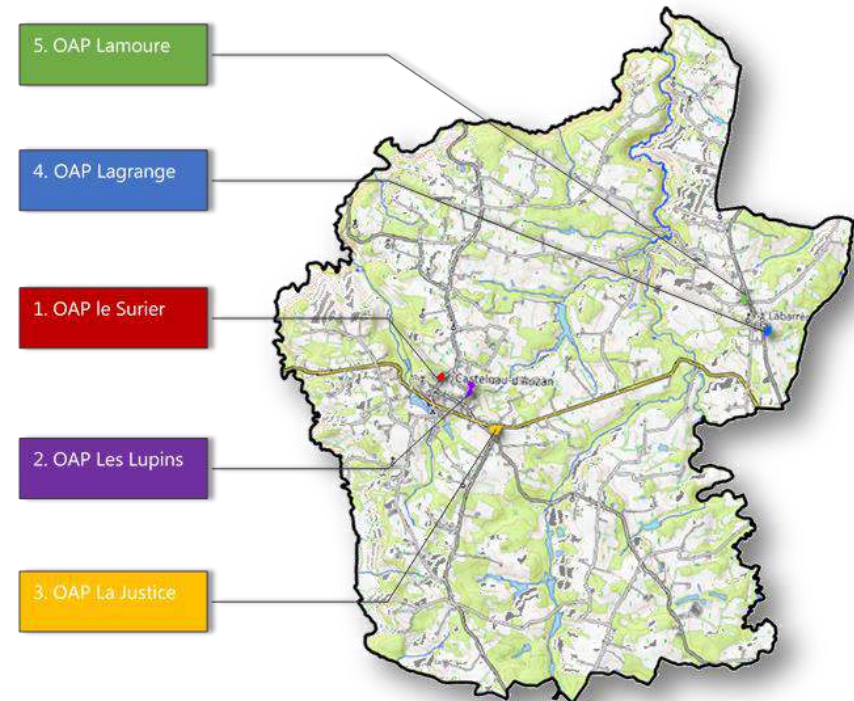 5. OAP Lamoure
4. OAP Lagrange
1. OAP le Surier
2. OAP Les Lupins
3. OAP La Justice
Castelnau-d'Auzan
Labarrère